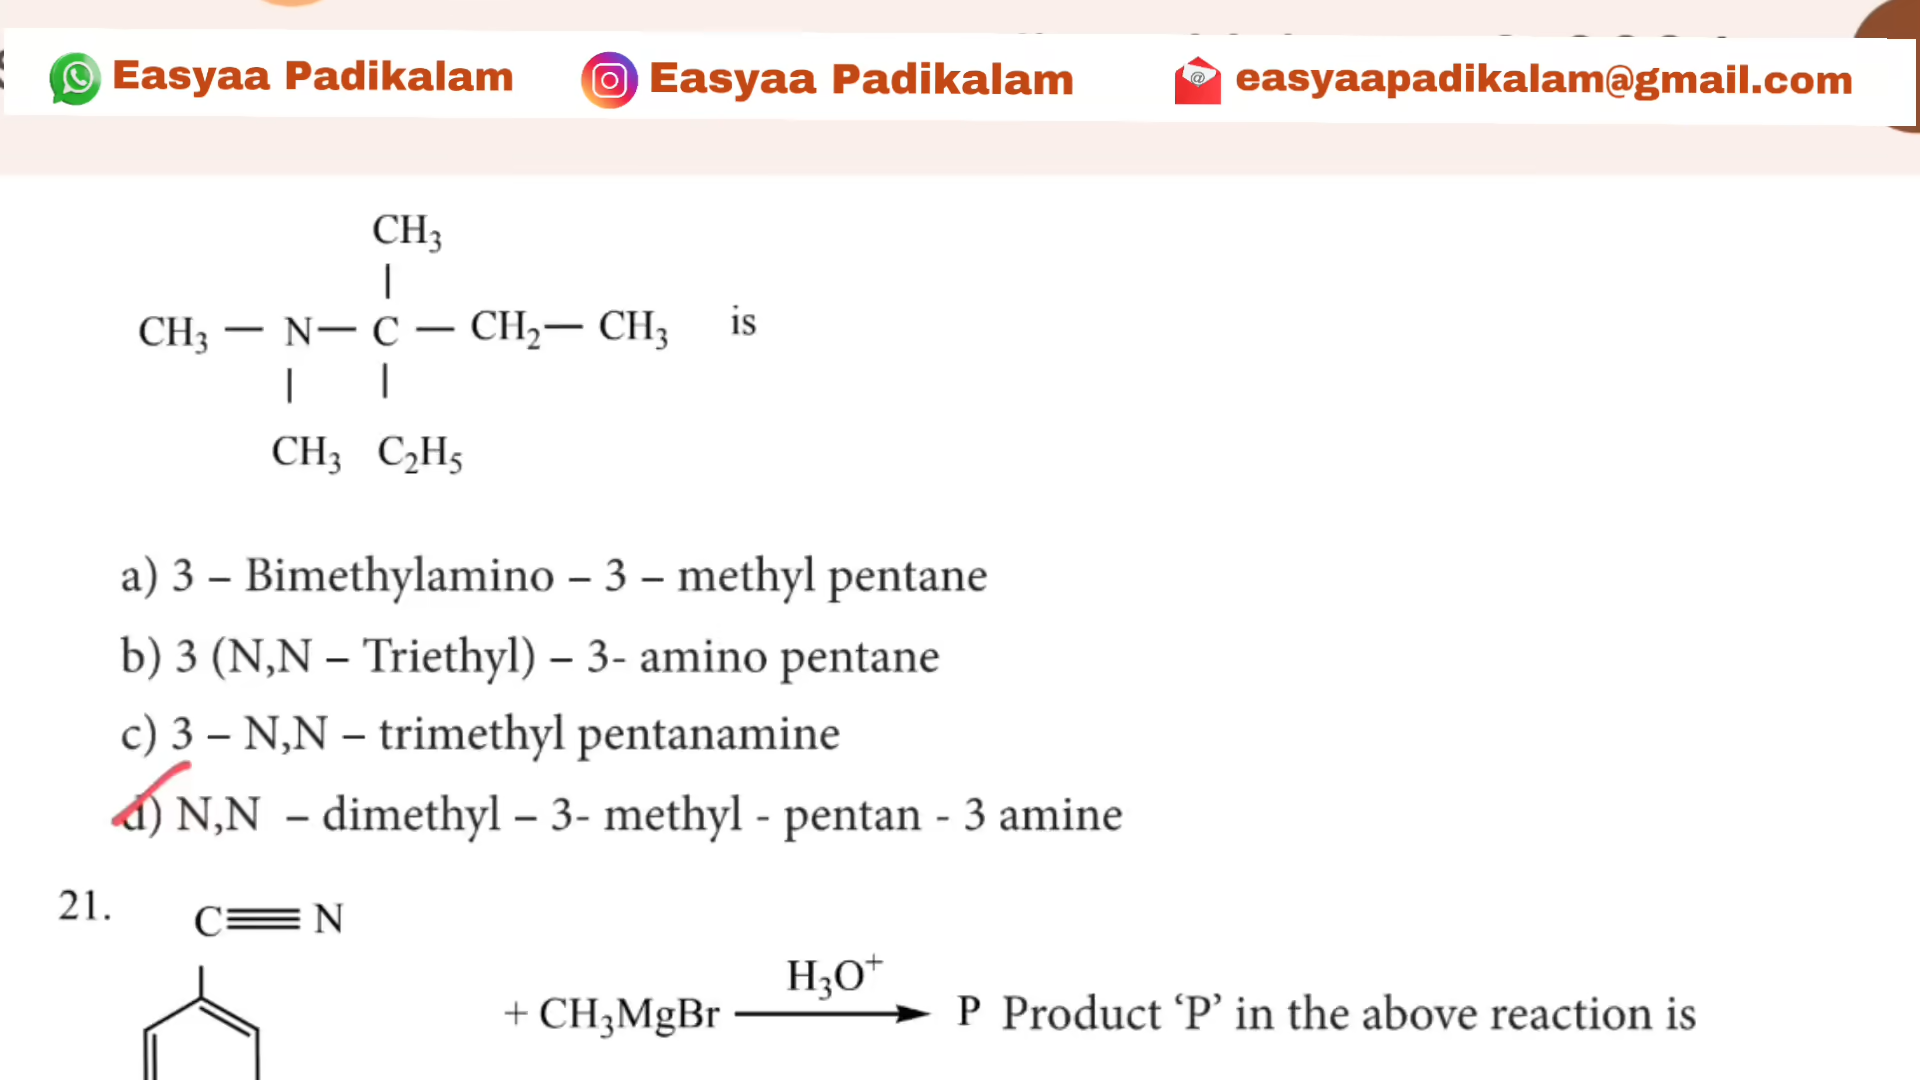 Easyaa Padikalam Easyaa Padikalam easyaapadikalam@gmail.com
CH₃
|
CH₃ — N — C — CH₂ — CH₃ is
| |
CH₃ C₂H₅
a) 3 – Bimethylamino – 3 – methyl pentane
b) 3 (N,N – Triethyl) – 3- amino pentane
c) 3 – N,N – trimethyl pentanamine
d) N,N – dimethyl – 3- methyl - pentan - 3 amine
21. C≡N
H₃O⁺
+ CH₃MgBr ⟶ P Product ‘P’ in the above reaction is